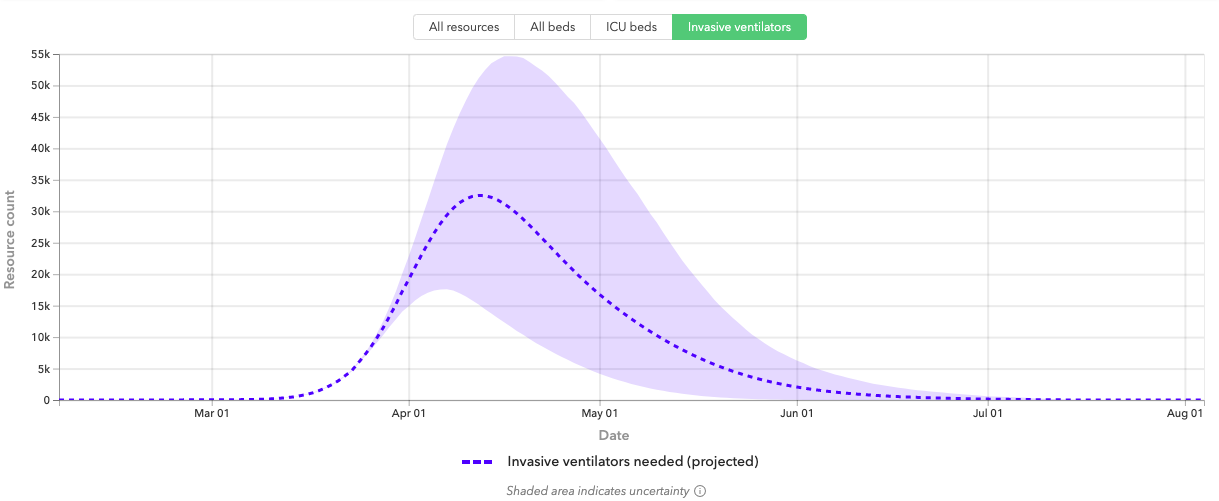 All resources All beds ICU beds Invasive ventilators
55k
50k
45k
40k
35k
30k
25k
20k
15k
10k
5k
0
Resource count
Mar 01 Apr 01 May 01 Jun 01 Jul 01 Aug 01
Date
Invasive ventilators needed (projected)
Shaded area indicates uncertainty ⓘ